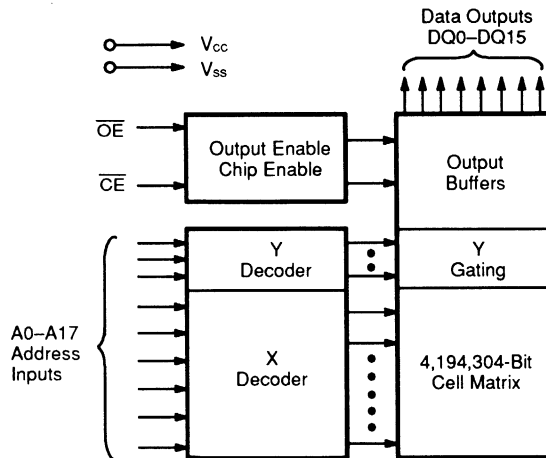 Data Outputs
DQ0–DQ15
VCC
VSS
OE
CE
Output Enable
Chip Enable
Output
Buffers
Y
Decoder
Y
Gating
A0–A17
Address
Inputs
X
Decoder
4,194,304-Bit
Cell Matrix